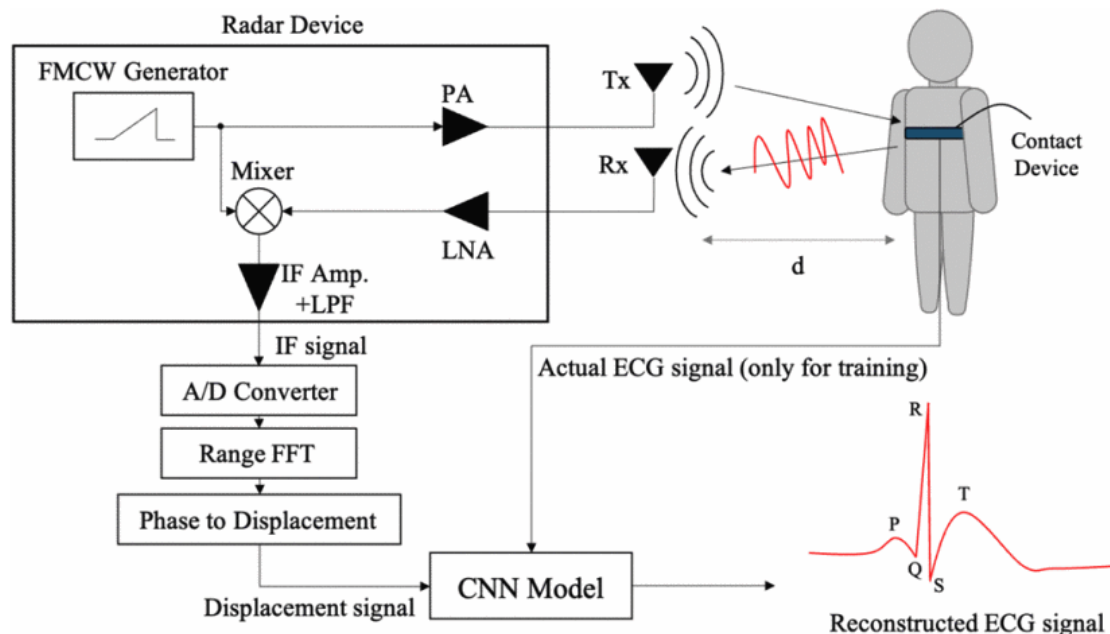 Radar Device
FMCW Generator
PA
Tx
Mixer
Rx
Contact
Device
LNA
d
IF Amp.
+LPF
IF signal
Actual ECG signal (only for training)
A/D Converter
Range FFT
Phase to Displacement
R
T
P
Q
S
CNN Model
Displacement signal
Reconstructed ECG signal